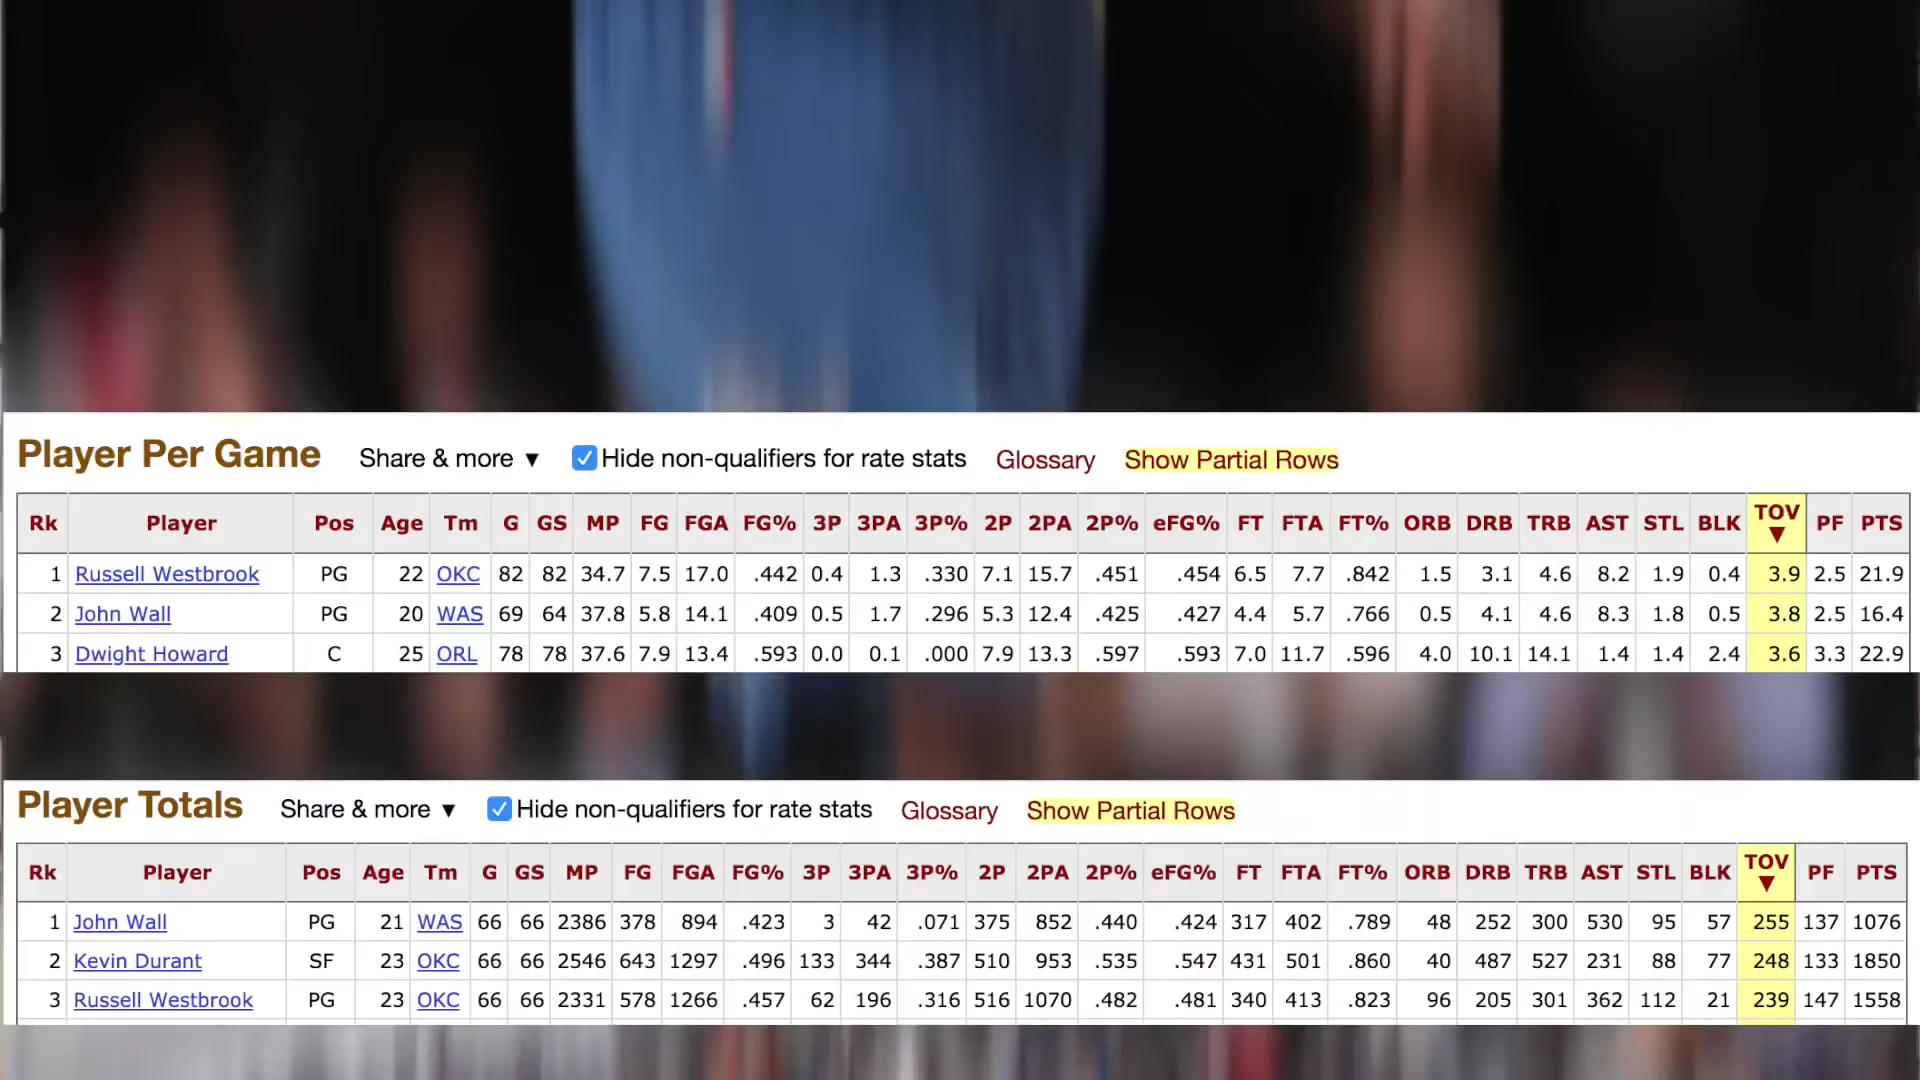 Player Per Game Share & more ▼ Hide non-qualifiers for rate stats Glossary Show Partial Rows
Rk Player Pos Age Tm G GS MP FG FGA FG% 3P 3PA 3P% 2P 2PA 2P% eFG% FT FTA FT% ORB DRB TRB AST STL BLK TOV ▼ PF PTS
1 Russell Westbrook PG 22 OKC 82 82 34.7 7.5 17.0 .442 0.4 1.3 .330 7.1 15.7 .451 .454 6.5 7.7 .842 1.5 3.1 4.6 8.2 1.9 0.4 3.9 2.5 21.9
2 John Wall PG 20 WAS 69 64 37.8 5.8 14.1 .409 0.5 1.7 .296 5.3 12.4 .425 .427 4.4 5.7 .766 0.5 4.1 4.6 8.3 1.8 0.5 3.8 2.5 16.4
3 Dwight Howard C 25 ORL 78 78 37.6 7.9 13.4 .593 0.0 0.1 .000 7.9 13.3 .597 .593 7.0 11.7 .596 4.0 10.1 14.1 1.4 1.4 2.4 3.6 3.3 22.9
Player Totals Share & more ▼ Hide non-qualifiers for rate stats Glossary Show Partial Rows
Rk Player Pos Age Tm G GS MP FG FGA FG% 3P 3PA 3P% 2P 2PA 2P% eFG% FT FTA FT% ORB DRB TRB AST STL BLK TOV ▼ PF PTS
1 John Wall PG 21 WAS 66 66 2386 378 894 .423 3 42 .071 375 852 .440 .424 317 402 .789 48 252 300 530 95 57 255 137 1076
2 Kevin Durant SF 23 OKC 66 66 2546 643 1297 .496 133 344 .387 510 953 .535 .547 431 501 .860 40 487 527 231 88 77 248 133 1850
3 Russell Westbrook PG 23 OKC 66 66 2331 578 1266 .457 62 196 .316 516 1070 .482 .481 340 413 .823 96 205 301 362 112 21 239 147 1558